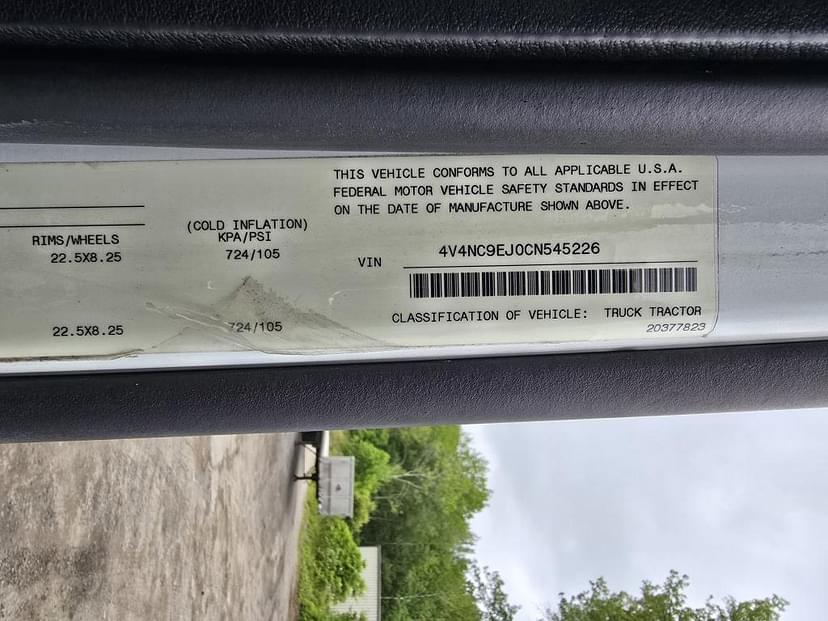 THIS VEHICLE CONFORMS TO ALL APPLICABLE U.S.A.
FEDERAL MOTOR VEHICLE SAFETY STANDARDS IN EFFECT
ON THE DATE OF MANUFACTURE SHOWN ABOVE.
RIMS/WHEELS
22.5X8.25
(COLD INFLATION)
KPA/PSI
724/105
VIN 4V4NC9EJ0CN545226
22.5X8.25
724/105
CLASSIFICATION OF VEHICLE: TRUCK TRACTOR
20377823